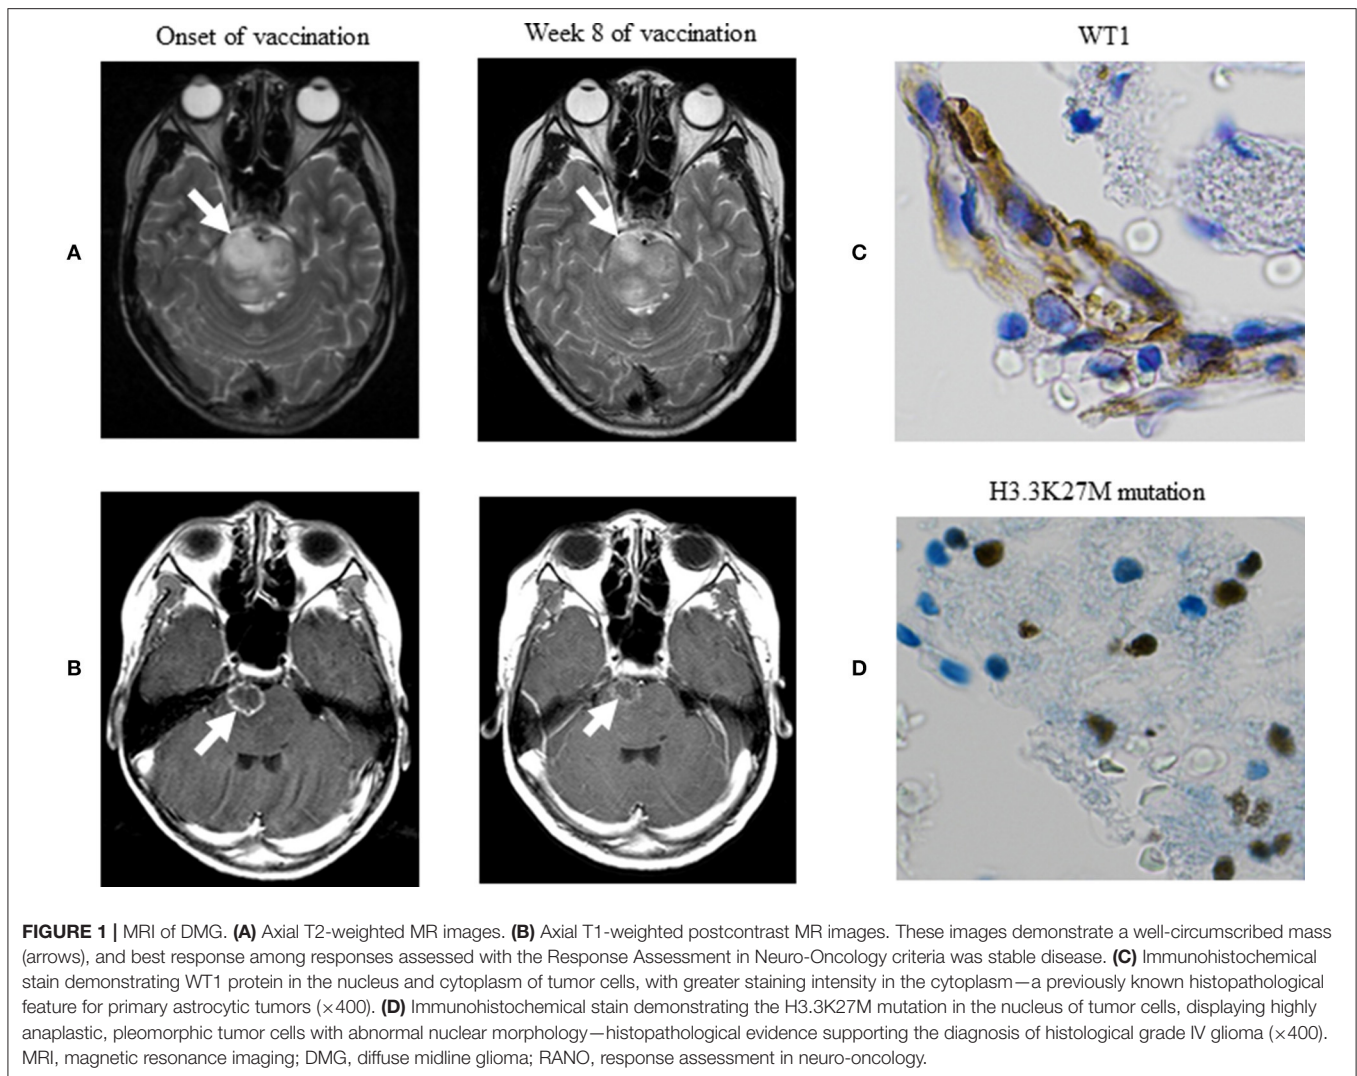 Onset of vaccination
Week 8 of vaccination
WT1
A
C
H3.3K27M mutation
B
D
FIGURE 1 | MRI of DMG. (A) Axial T2-weighted MR images. (B) Axial T1-weighted postcontrast MR images. These images demonstrate a well-circumscribed mass
(arrows), and best response among responses assessed with the Response Assessment in Neuro-Oncology criteria was stable disease. (C) Immunohistochemical
stain demonstrating WT1 protein in the nucleus and cytoplasm of tumor cells, with greater staining intensity in the cytoplasm—a previously known histopathological
feature for primary astrocytic tumors (×400). (D) Immunohistochemical stain demonstrating the H3.3K27M mutation in the nucleus of tumor cells, displaying highly
anaplastic, pleomorphic tumor cells with abnormal nuclear morphology—histopathological evidence supporting the diagnosis of histological grade IV glioma (×400).
MRI, magnetic resonance imaging; DMG, diffuse midline glioma; RANO, response assessment in neuro-oncology.